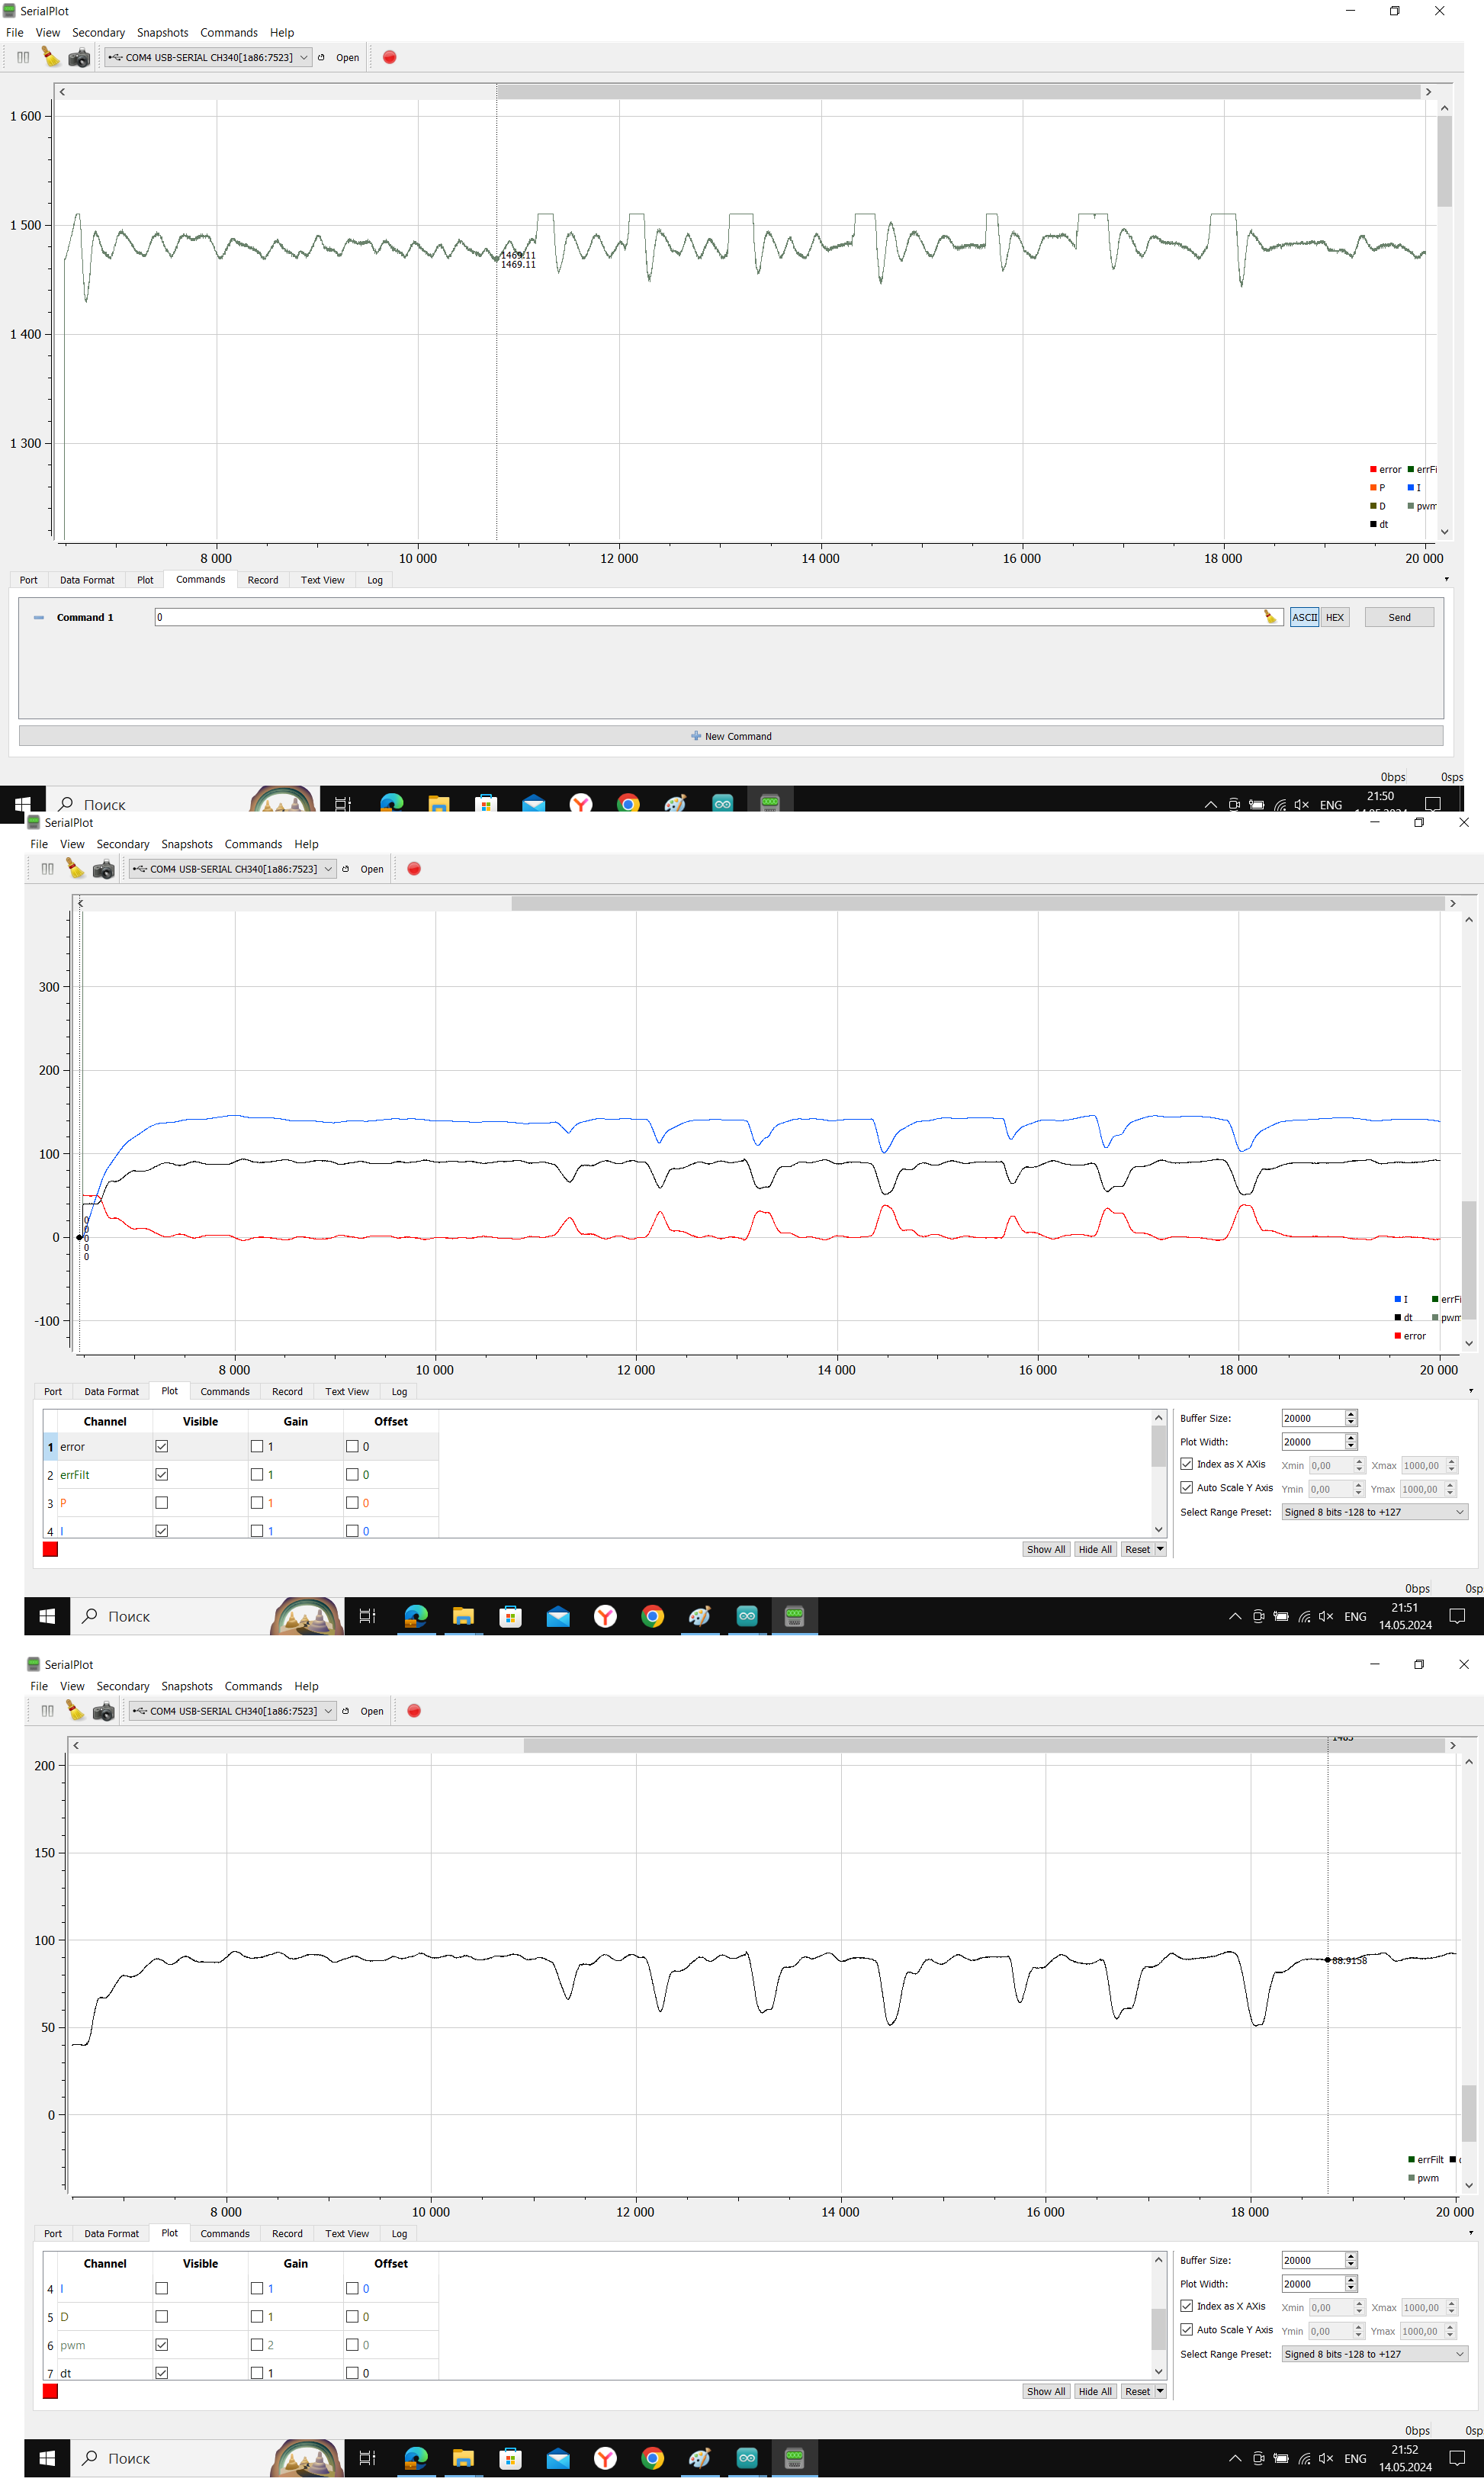 SerialPlot
File View Secondary Snapshots Commands Help
COM4 USB-SERIAL CH340[1a86:7523] Open
1 600
1 500
1469.11
1469.11
1 400
1 300
error errFi
P I
D pwm
dt
8 000 10 000 12 000 14 000 16 000 18 000 20 000
Port Data Format Plot Commands Record Text View Log
Command 1 0 ASCII HEX Send
New Command
0bps 0sps
Поиск ENG 21:50
SerialPlot
File View Secondary Snapshots Commands Help
COM4 USB-SERIAL CH340[1a86:7523] Open
300
200
100
0
0
0
0
0
0
-100
I errFi
dt pwm
error
8 000 10 000 12 000 14 000 16 000 18 000 20 000
Port Data Format Plot Commands Record Text View Log
Channel Visible Gain Offset
1 error 1 0
2 errFilt 1 0
3 P 1 0
4 I 1 0
Buffer Size: 20000
Plot Width: 20000
Index as X AXis Xmin 0,00 Xmax 1000,00
Auto Scale Y Axis Ymin 0,00 Ymax 1000,00
Select Range Preset: Signed 8 bits -128 to +127
Show All Hide All Reset
0bps 0sp
Поиск ENG 21:51
14.05.2024
SerialPlot
File View Secondary Snapshots Commands Help
COM4 USB-SERIAL CH340[1a86:7523] Open
200
150
100
88.9158
50
0
errFilt
pwm
8 000 10 000 12 000 14 000 16 000 18 000 20 000
Port Data Format Plot Commands Record Text View Log
Channel Visible Gain Offset
4 I 1 0
5 D 1 0
6 pwm 2 0
7 dt 1 0
Buffer Size: 20000
Plot Width: 20000
Index as X AXis Xmin 0,00 Xmax 1000,00
Auto Scale Y Axis Ymin 0,00 Ymax 1000,00
Select Range Preset: Signed 8 bits -128 to +127
Show All Hide All Reset
0bps 0sp
Поиск ENG 21:52
14.05.2024